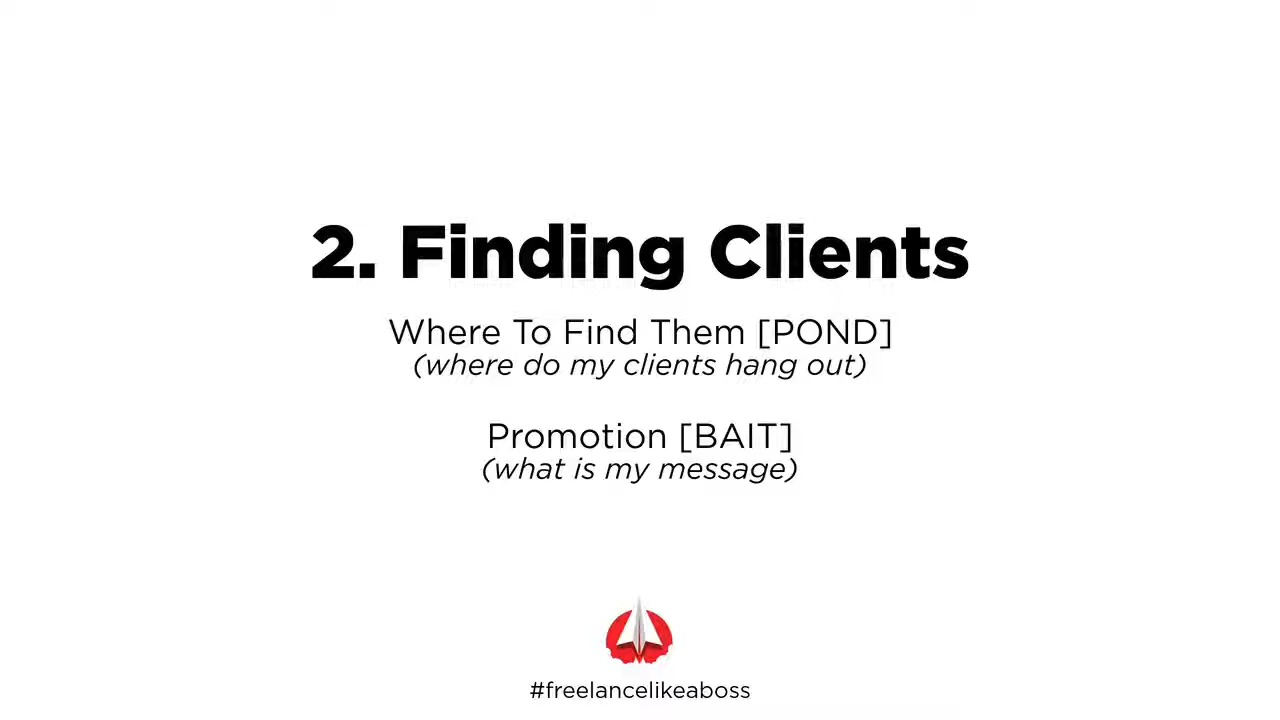 2. Finding Clients
Where To Find Them [POND]
(where do my clients hang out)
Promotion [BAIT]
(what is my message)
#freelancelikeaboss